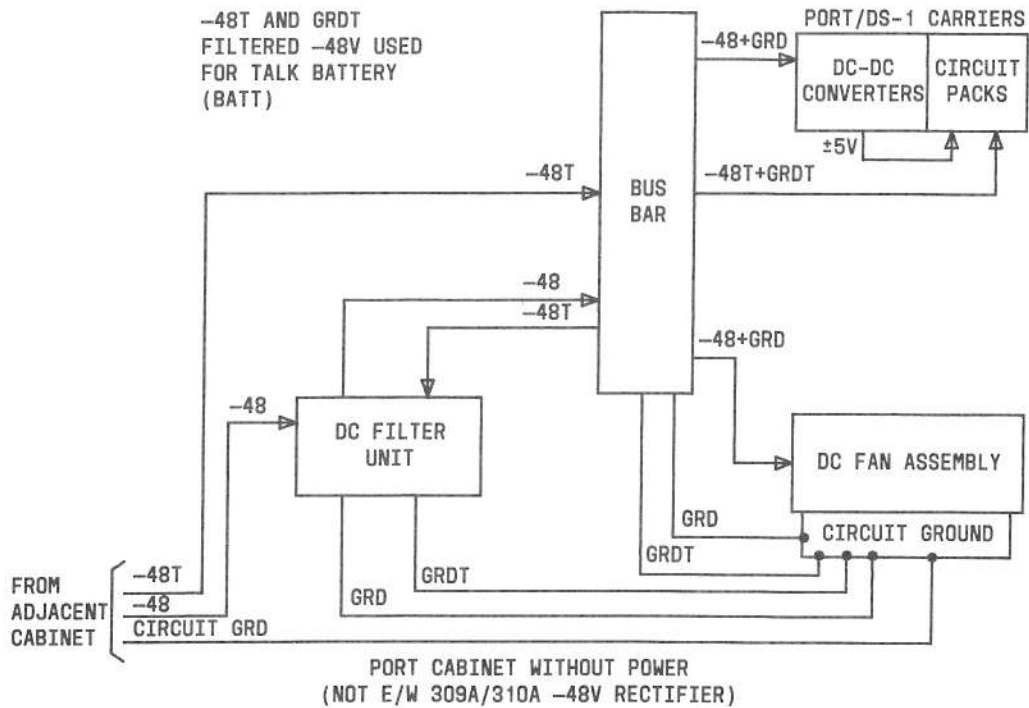 -48T AND GRDT
FILTERED -48V USED
FOR TALK BATTERY
(BATT)
PORT/DS-1 CARRIERS
-48+GRD
DC-DC
CONVERTERS
CIRCUIT
PACKS
±5V
-48T
BUS
BAR
-48T+GRDT
-48
-48T
-48+GRD
-48
DC FILTER
UNIT
DC FAN ASSEMBLY
GRD
CIRCUIT GROUND
GRDT
GRDT
GRD
FROM
ADJACENT
CABINET
-48T
-48
CIRCUIT GRD
PORT CABINET WITHOUT POWER
(NOT E/W 309A/310A -48V RECTIFIER)